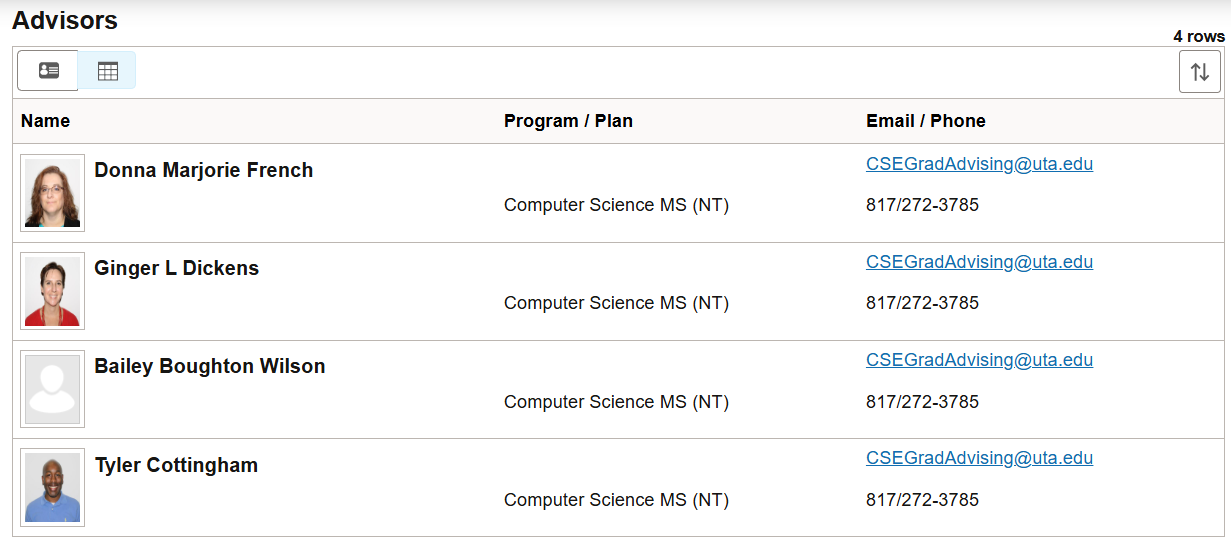 Advisors
4 rows
Name Program / Plan Email / Phone
Donna Marjorie French
CSEGradAdvising@uta.edu
Computer Science MS (NT) 817/272-3785
Ginger L Dickens
CSEGradAdvising@uta.edu
Computer Science MS (NT) 817/272-3785
Bailey Boughton Wilson
CSEGradAdvising@uta.edu
Computer Science MS (NT) 817/272-3785
Tyler Cottingham
CSEGradAdvising@uta.edu
Computer Science MS (NT) 817/272-3785